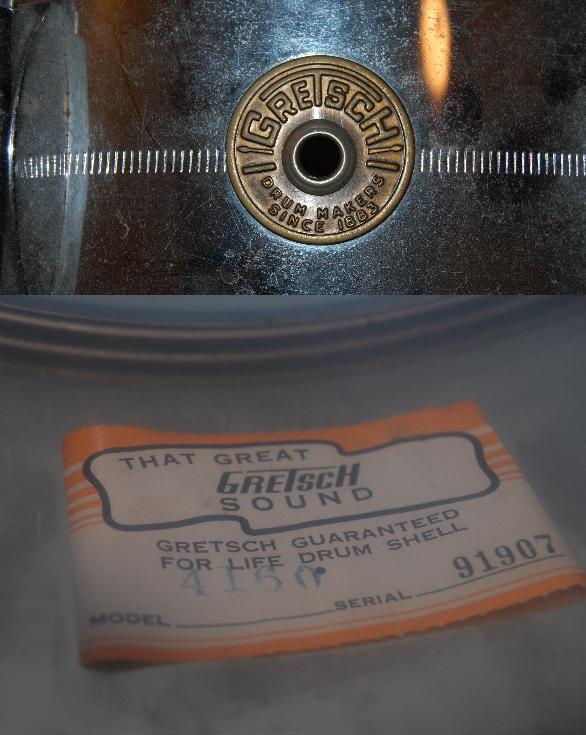 GRETSCH
DRUM MAKERS
SINCE 1883
THAT GREAT
GRETSCH
SOUND
GRETSCH GUARANTEED
FOR LIFE DRUM SHELL
4160
MODEL SERIAL 91907